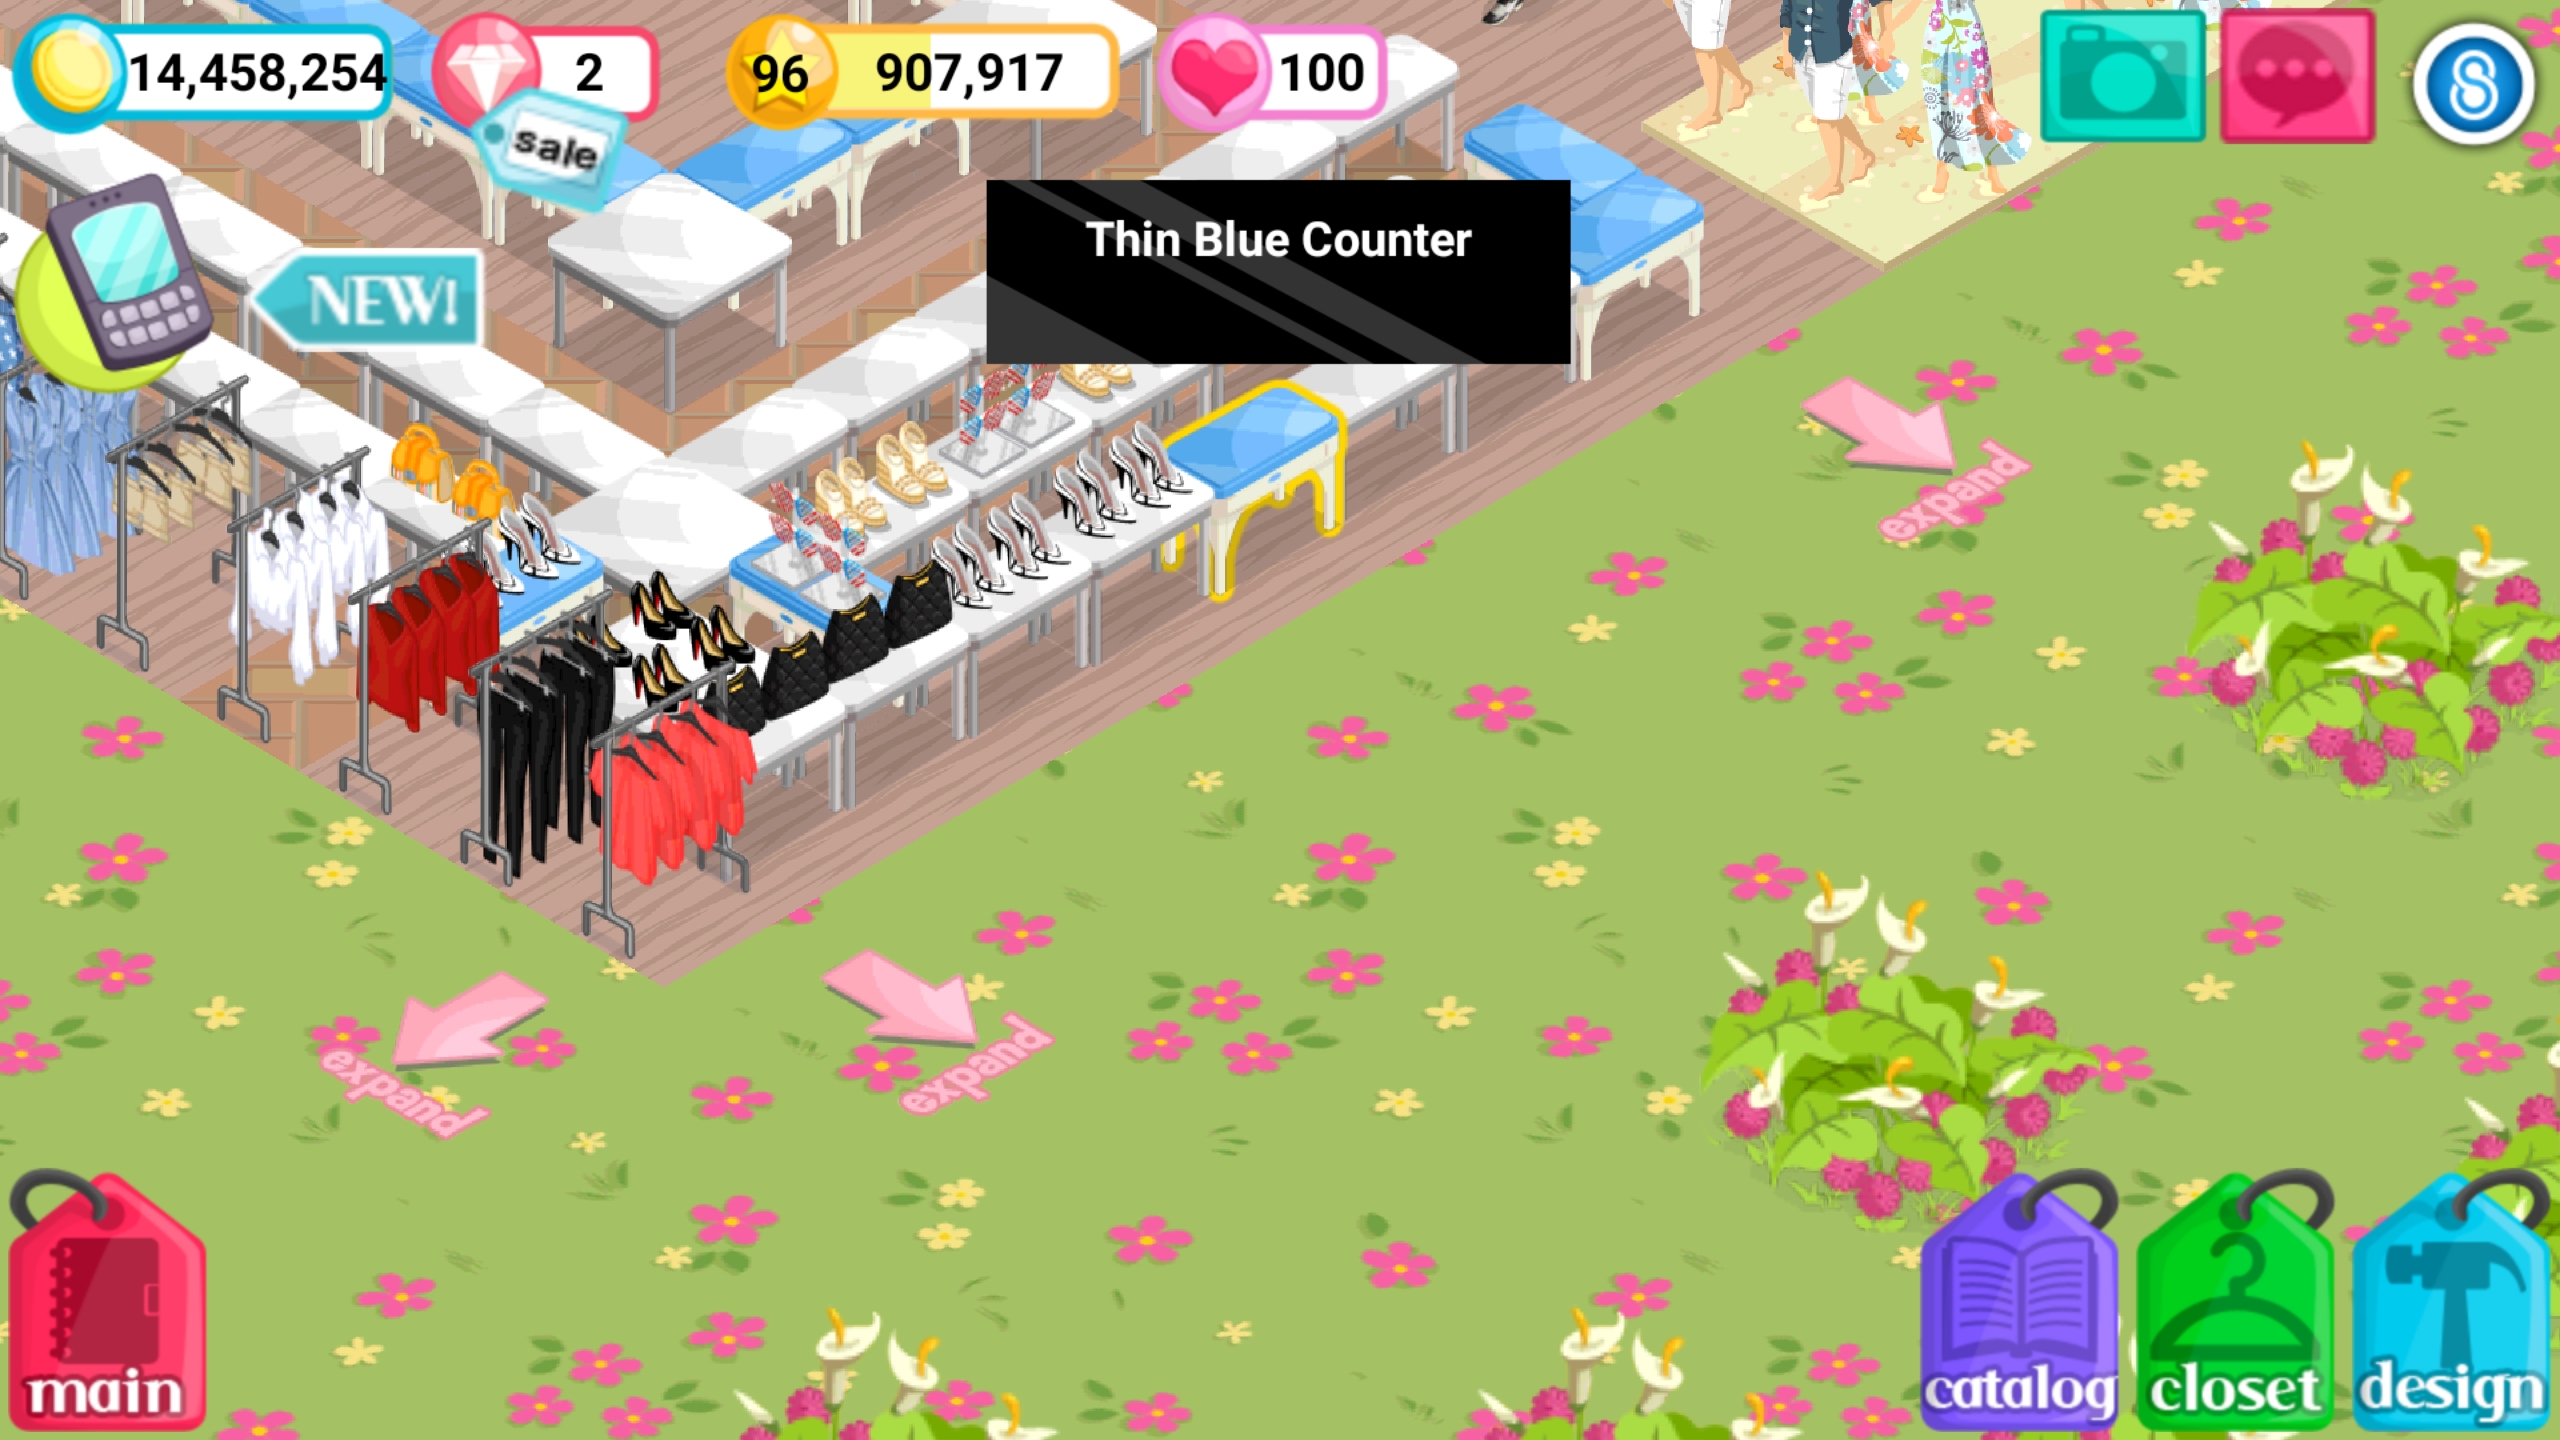 14,458,254
2
96
907,917
100
sale
NEW!
Thin Blue Counter
expand
expand
expand
main
catalog
closet
design